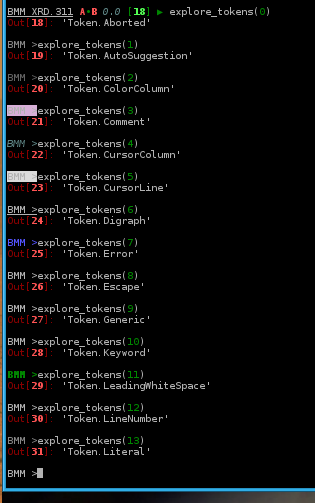 BMM XRD.311 A·B 0.0 [18] ► explore_tokens(0)
Out[18]: 'Token.Aborted'
BMM >explore_tokens(1)
Out[19]: 'Token.AutoSuggestion'
BMM >explore_tokens(2)
Out[20]: 'Token.ColorColumn'
BMM >explore_tokens(3)
Out[21]: 'Token.Comment'
BMM >explore_tokens(4)
Out[22]: 'Token.CursorColumn'
BMM >explore_tokens(5)
Out[23]: 'Token.CursorLine'
BMM >explore_tokens(6)
Out[24]: 'Token.Digraph'
BMM >explore_tokens(7)
Out[25]: 'Token.Error'
BMM >explore_tokens(8)
Out[26]: 'Token.Escape'
BMM >explore_tokens(9)
Out[27]: 'Token.Generic'
BMM >explore_tokens(10)
Out[28]: 'Token.Keyword'
BMM >explore_tokens(11)
Out[29]: 'Token.LeadingWhiteSpace'
BMM >explore_tokens(12)
Out[30]: 'Token.LineNumber'
BMM >explore_tokens(13)
Out[31]: 'Token.Literal'
BMM >